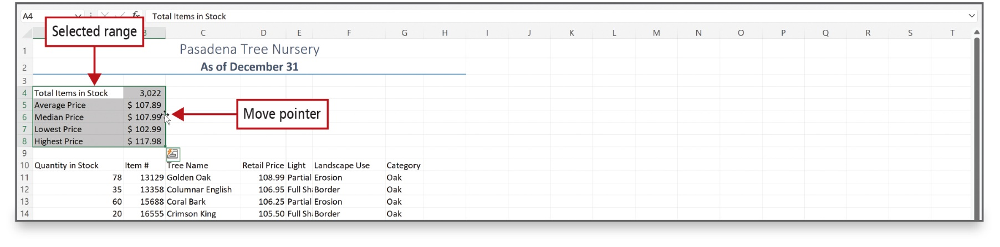 A4 fx Total Items in Stock
Selected range
B C D E F G H I J K L M N O P Q R S T
1 Pasadena Tree Nursery
2 As of December 31
3
4 Total Items in Stock 3,022
5 Average Price $ 107.89
Move pointer
6 Median Price $ 107.99
7 Lowest Price $ 102.99
8 Highest Price $ 117.98
9
10 Quantity in Stock Item # Tree Name Retail Price Light Landscape Use Category
11 78 13129 Golden Oak 108.99 Partial Erosion Oak
12 35 13358 Columnar English 106.95 Full Sh Border Oak
13 60 15688 Coral Bark 106.25 Partial Erosion Oak
14 20 16555 Crimson King 105.50 Full Sh Border Oak